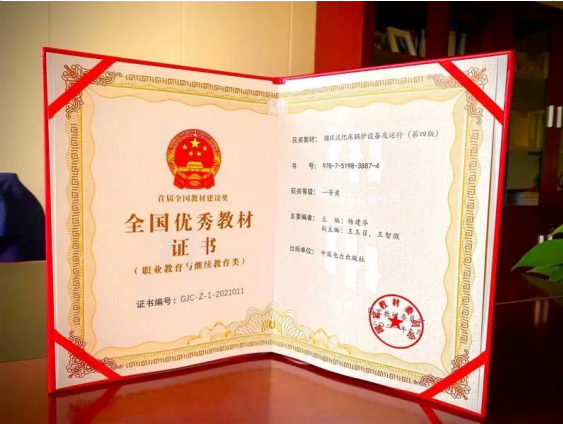 首届全国教材建设奖
全国优秀教材
证书
（职业教育与继续教育类）
证书编号：GJC-Z-1-2021011
获奖教材：循环流化床锅炉设备及运行（第四版）
书 号：978-7-5198-3887-4
获奖等级：一等奖
主要编者：主 编：杨建华
副主编：王玉召，王智微
出版单位：中国电力出版社